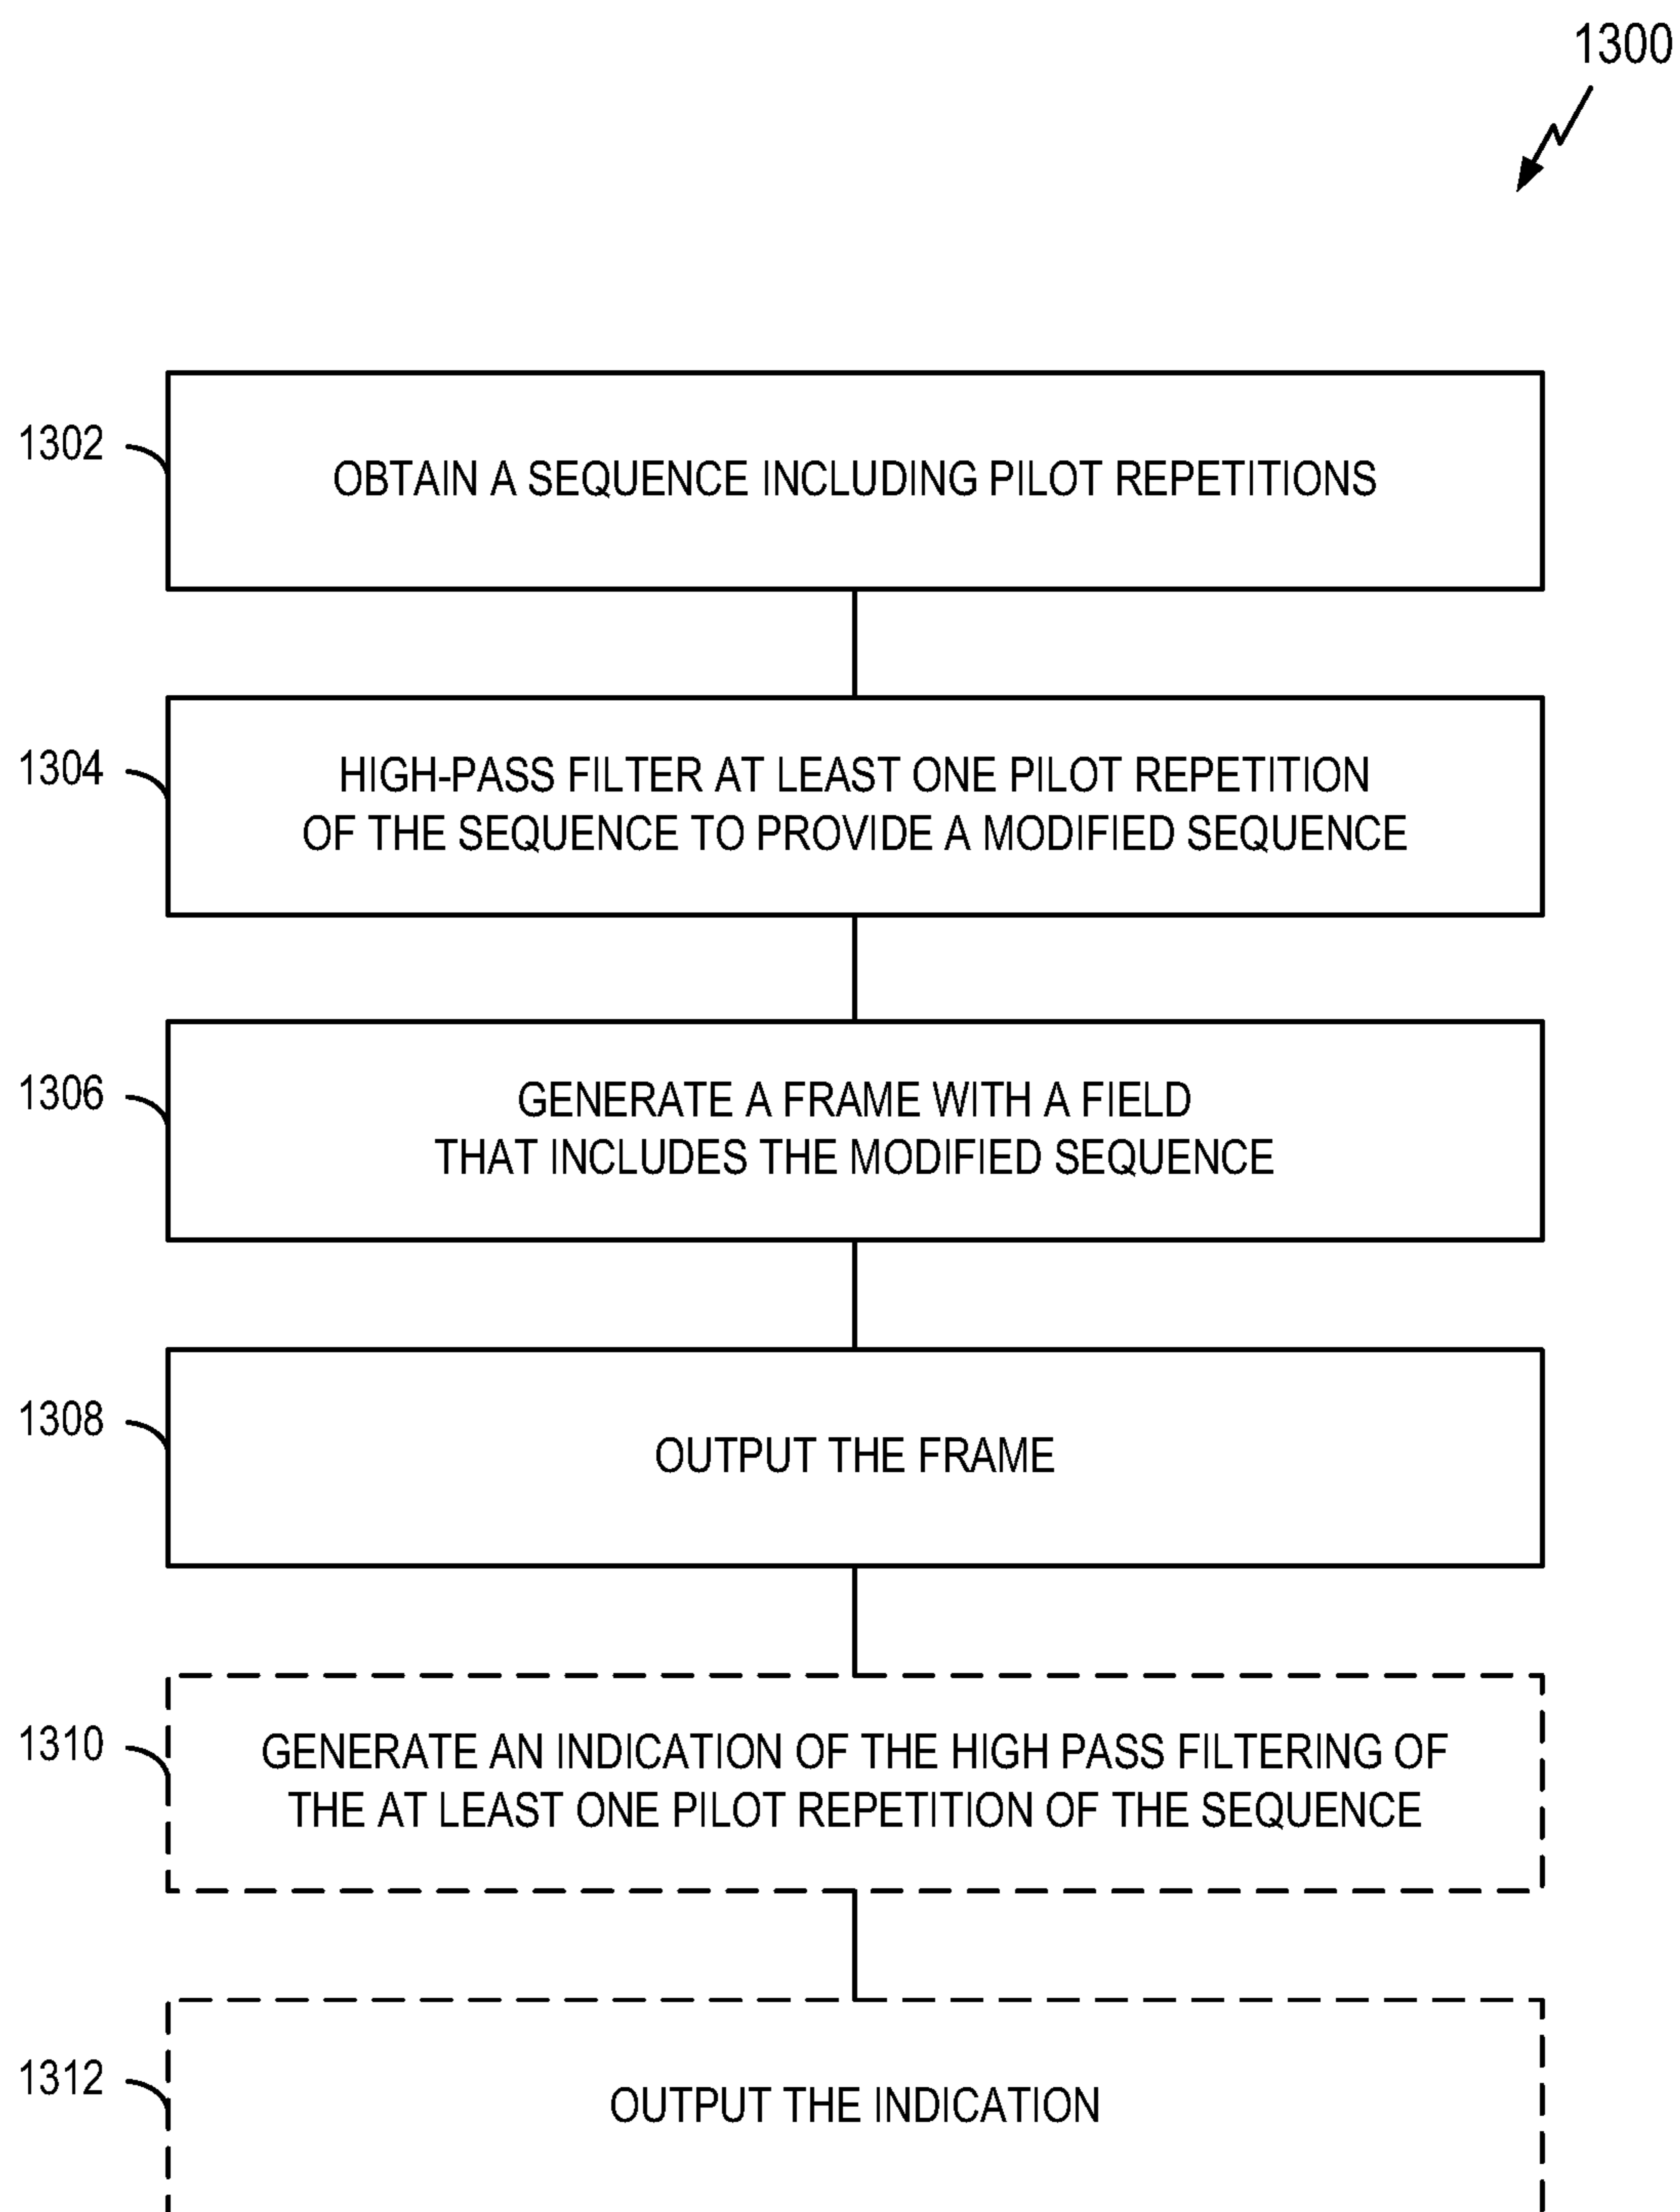 1300
1302
OBTAIN A SEQUENCE INCLUDING PILOT REPETITIONS
1304
HIGH-PASS FILTER AT LEAST ONE PILOT REPETITION
OF THE SEQUENCE TO PROVIDE A MODIFIED SEQUENCE
1306
GENERATE A FRAME WITH A FIELD
THAT INCLUDES THE MODIFIED SEQUENCE
1308
OUTPUT THE FRAME
1310
GENERATE AN INDICATION OF THE HIGH PASS FILTERING OF
THE AT LEAST ONE PILOT REPETITION OF THE SEQUENCE
1312
OUTPUT THE INDICATION